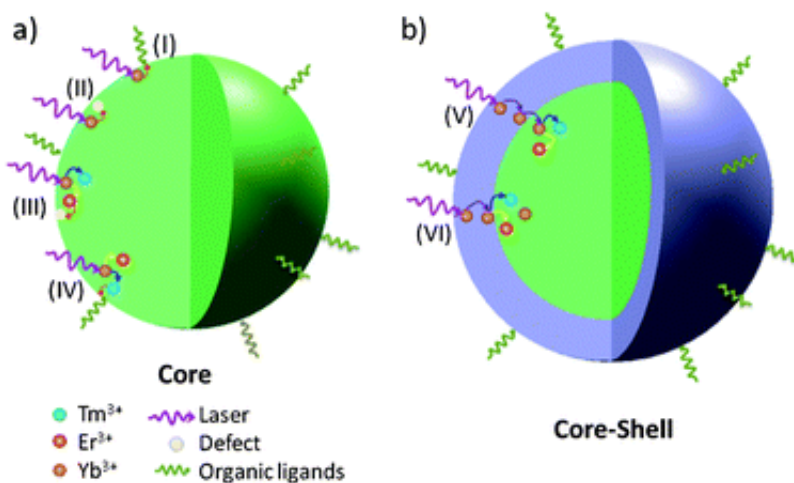 a)
(I)
(II)
(III)
(IV)
Core
Tm³⁺
Er³⁺
Yb³⁺
Laser
Defect
Organic ligands
b)
(V)
(VI)
Core-Shell